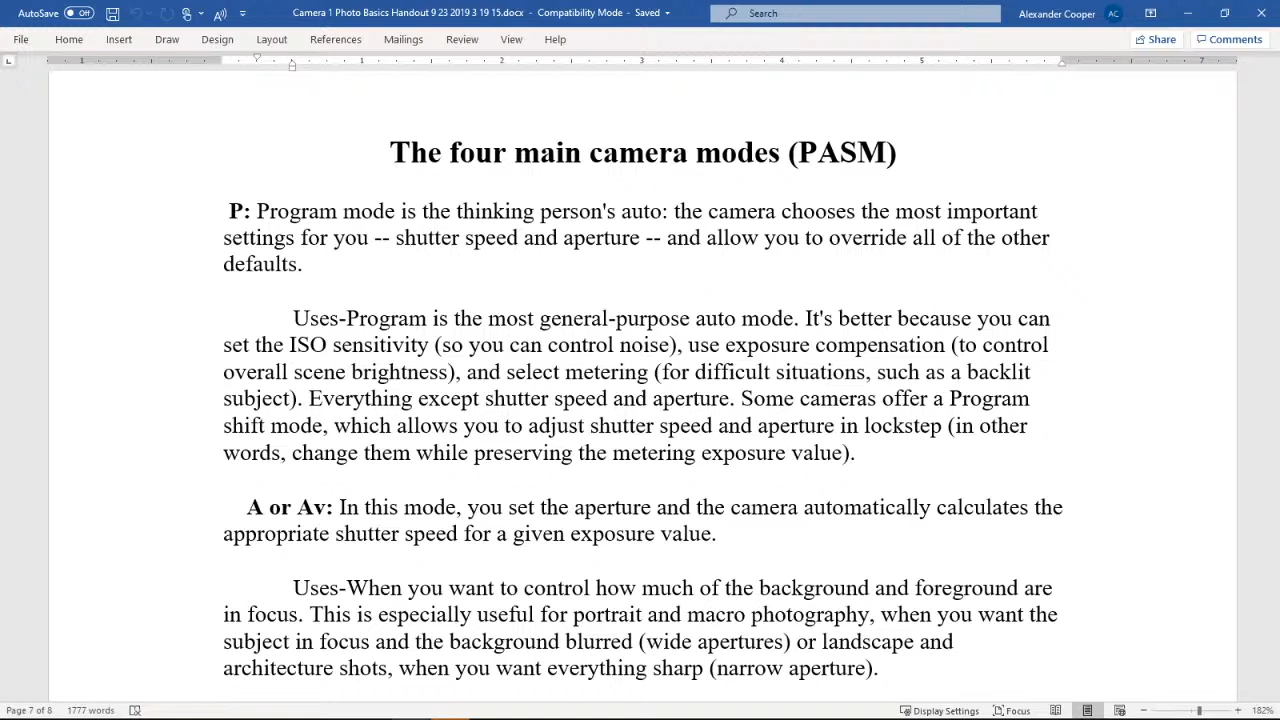 AutoSave Off Camera 1 Photo Basics Handout 9 23 2019 3 19 15.docx - Compatibility Mode - Saved Search Alexander Cooper AC
File Home Insert Draw Design Layout References Mailings Review View Help Share Comments
1 1 2 3 4 5 7
The four main camera modes (PASM)
P: Program mode is the thinking person's auto: the camera chooses the most important
settings for you -- shutter speed and aperture -- and allow you to override all of the other
defaults.
Uses-Program is the most general-purpose auto mode. It's better because you can
set the ISO sensitivity (so you can control noise), use exposure compensation (to control
overall scene brightness), and select metering (for difficult situations, such as a backlit
subject). Everything except shutter speed and aperture. Some cameras offer a Program
shift mode, which allows you to adjust shutter speed and aperture in lockstep (in other
words, change them while preserving the metering exposure value).
A or Av: In this mode, you set the aperture and the camera automatically calculates the
appropriate shutter speed for a given exposure value.
Uses-When you want to control how much of the background and foreground are
in focus. This is especially useful for portrait and macro photography, when you want the
subject in focus and the background blurred (wide apertures) or landscape and
architecture shots, when you want everything sharp (narrow aperture).
Page 7 of 8 1777 words Display Settings Focus 182%